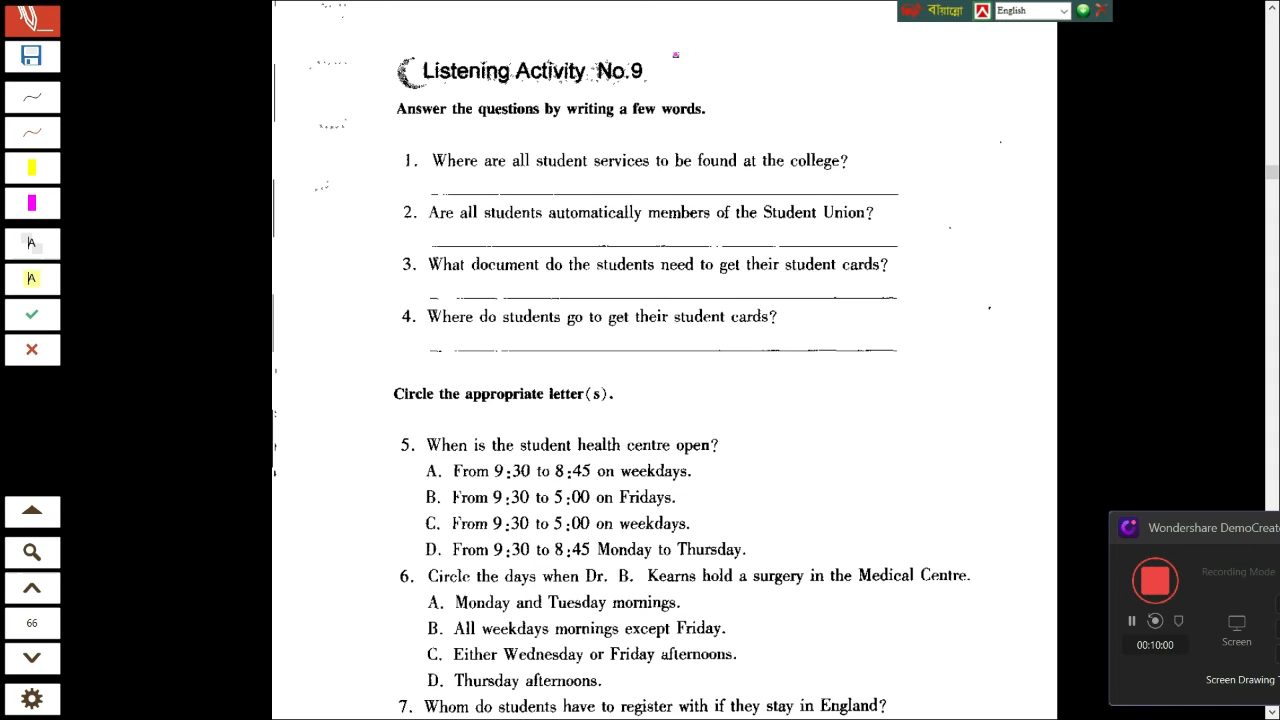 বায়ান্নো
English
Listening Activity No.9
Answer the questions by writing a few words.
1. Where are all student services to be found at the college?
2. Are all students automatically members of the Student Union?
3. What document do the students need to get their student cards?
4. Where do students go to get their student cards?
Circle the appropriate letter(s).
5. When is the student health centre open?
A. From 9:30 to 8:45 on weekdays.
B. From 9:30 to 5:00 on Fridays.
C. From 9:30 to 5:00 on weekdays.
D. From 9:30 to 8:45 Monday to Thursday.
6. Circle the days when Dr. B. Kearns hold a surgery in the Medical Centre.
A. Monday and Tuesday mornings.
B. All weekdays mornings except Friday.
C. Either Wednesday or Friday afternoons.
D. Thursday afternoons.
7. Whom do students have to register with if they stay in England?
A
A
66
Wondershare DemoCreat
Recording Mode
00:10:00
Screen
Screen Drawing T